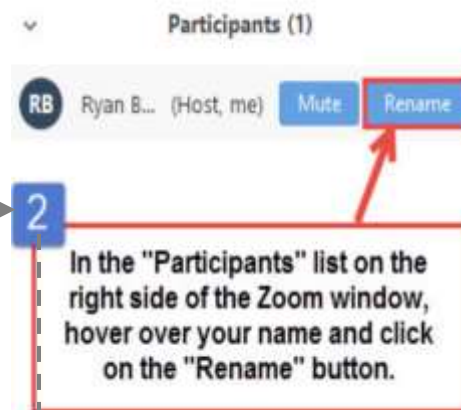 Participants (1)
RB Ryan B... (Host, me) Mute Rename
2
In the "Participants" list on the
right side of the Zoom window,
hover over your name and click
on the "Rename" button.